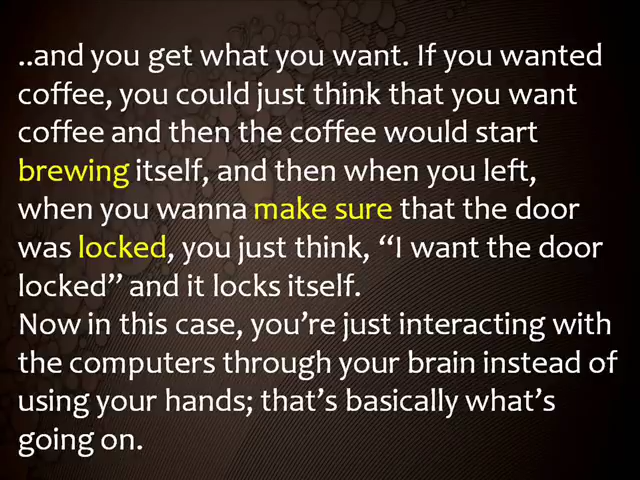 ..and you get what you want. If you wanted
coffee, you could just think that you want
coffee and then the coffee would start
brewing itself, and then when you left,
when you wanna make sure that the door
was locked, you just think, “I want the door
locked” and it locks itself.
Now in this case, you’re just interacting with
the computers through your brain instead of
using your hands; that’s basically what’s
going on.